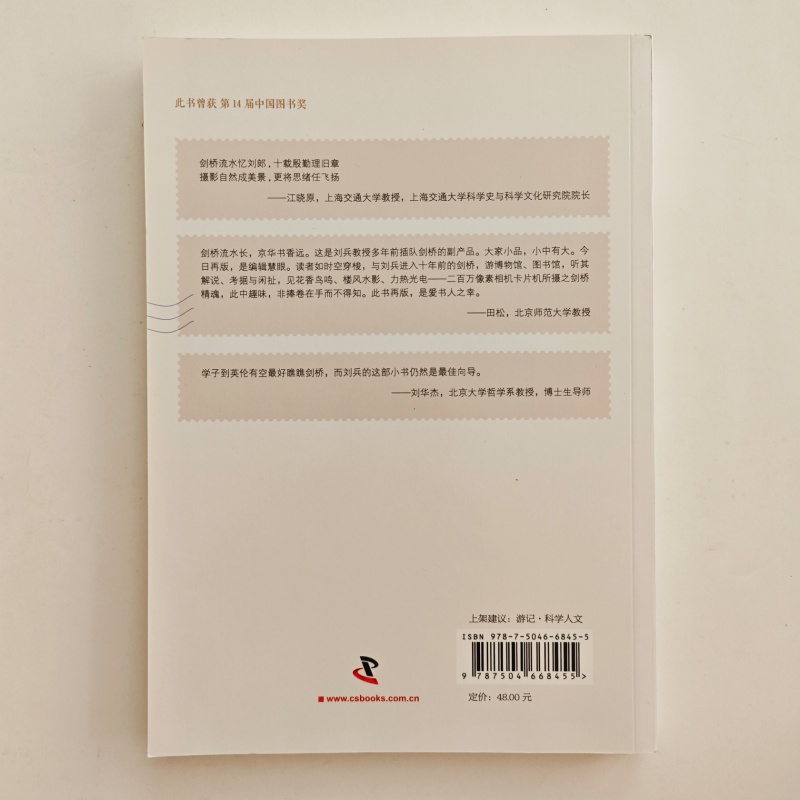 此书曾获 第14届中国图书奖
剑桥流水忆刘郎，十载殷勤理旧章
摄影自然成美景，更将思绪任飞扬
——江晓原，上海交通大学教授，上海交通大学科学史与科学文化研究院院长
剑桥流水长，京华书香远。这是刘兵教授多年前插队剑桥的副产品。大家小品，小中有大。今
日再版，是编辑慧眼。读者如时空穿梭，与刘兵进入十年前的剑桥，游博物馆、图书馆，听其
解说、考据与闲扯，见花香鸟鸣、楼风水影、力热光电——二百万像素相机卡片机所摄之剑桥
精魂，此中趣味，非捧卷在手而不得知。此书再版，是爱书人之幸。
——田松，北京师范大学教授
学子到英伦有空最好瞧瞧剑桥，而刘兵的这部小书仍然是最佳向导。
——刘华杰，北京大学哲学系教授，博士生导师
上架建议：游记·科学人文
ISBN 978-7-5046-6845-5
9 787504 668455>
定价：48.00 元
www.csbooks.com.cn